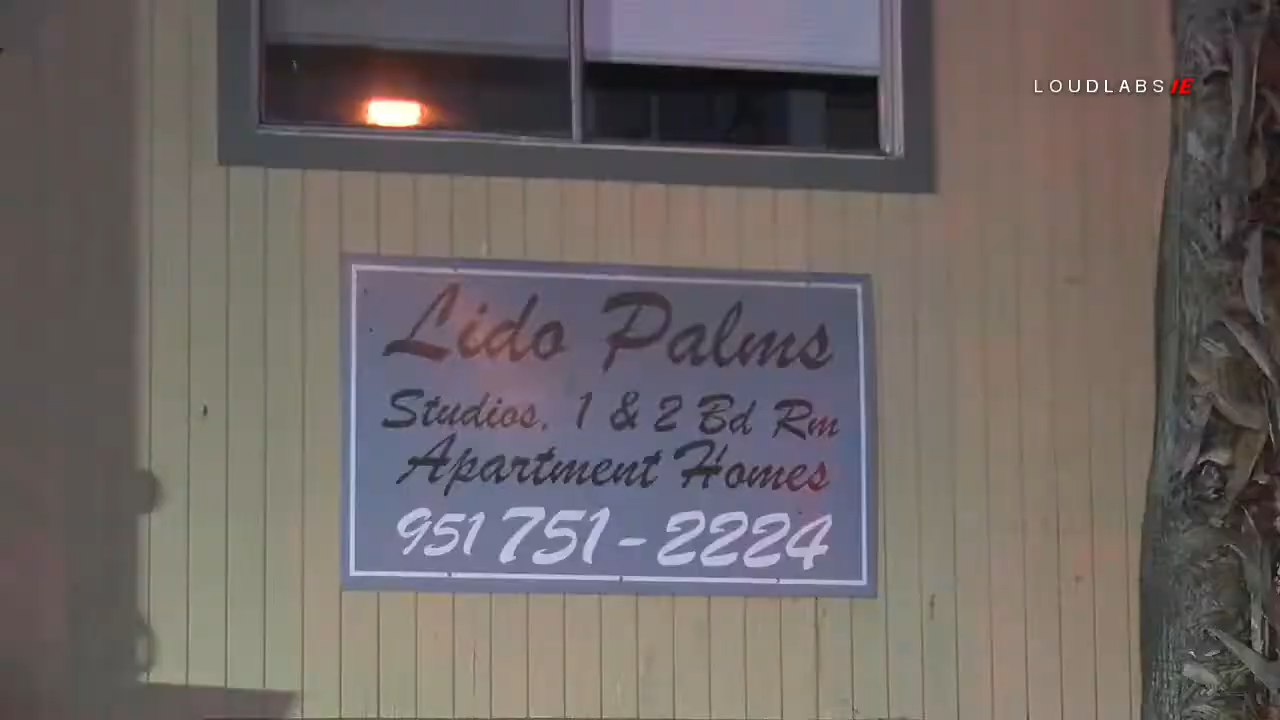 LOUDLABS IE
Lido Palms
Studios, 1 & 2 Bd Rm
Apartment Homes
951 751-2224